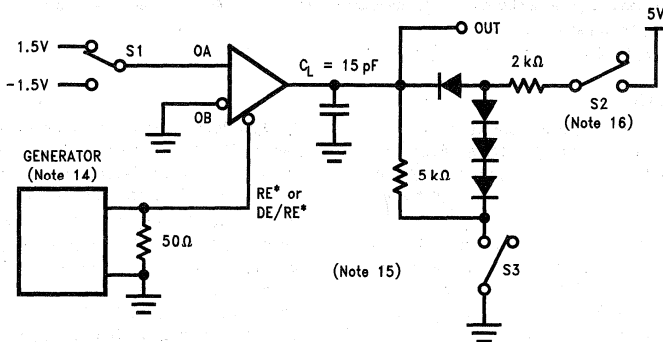 5V
OUT
1.5V
S1
OA
C_L = 15 pF
2 kΩ
-1.5V
OB
S2
(Note 16)
GENERATOR
(Note 14)
RE* or
DE/RE*
5 kΩ
50Ω
(Note 15)
S3